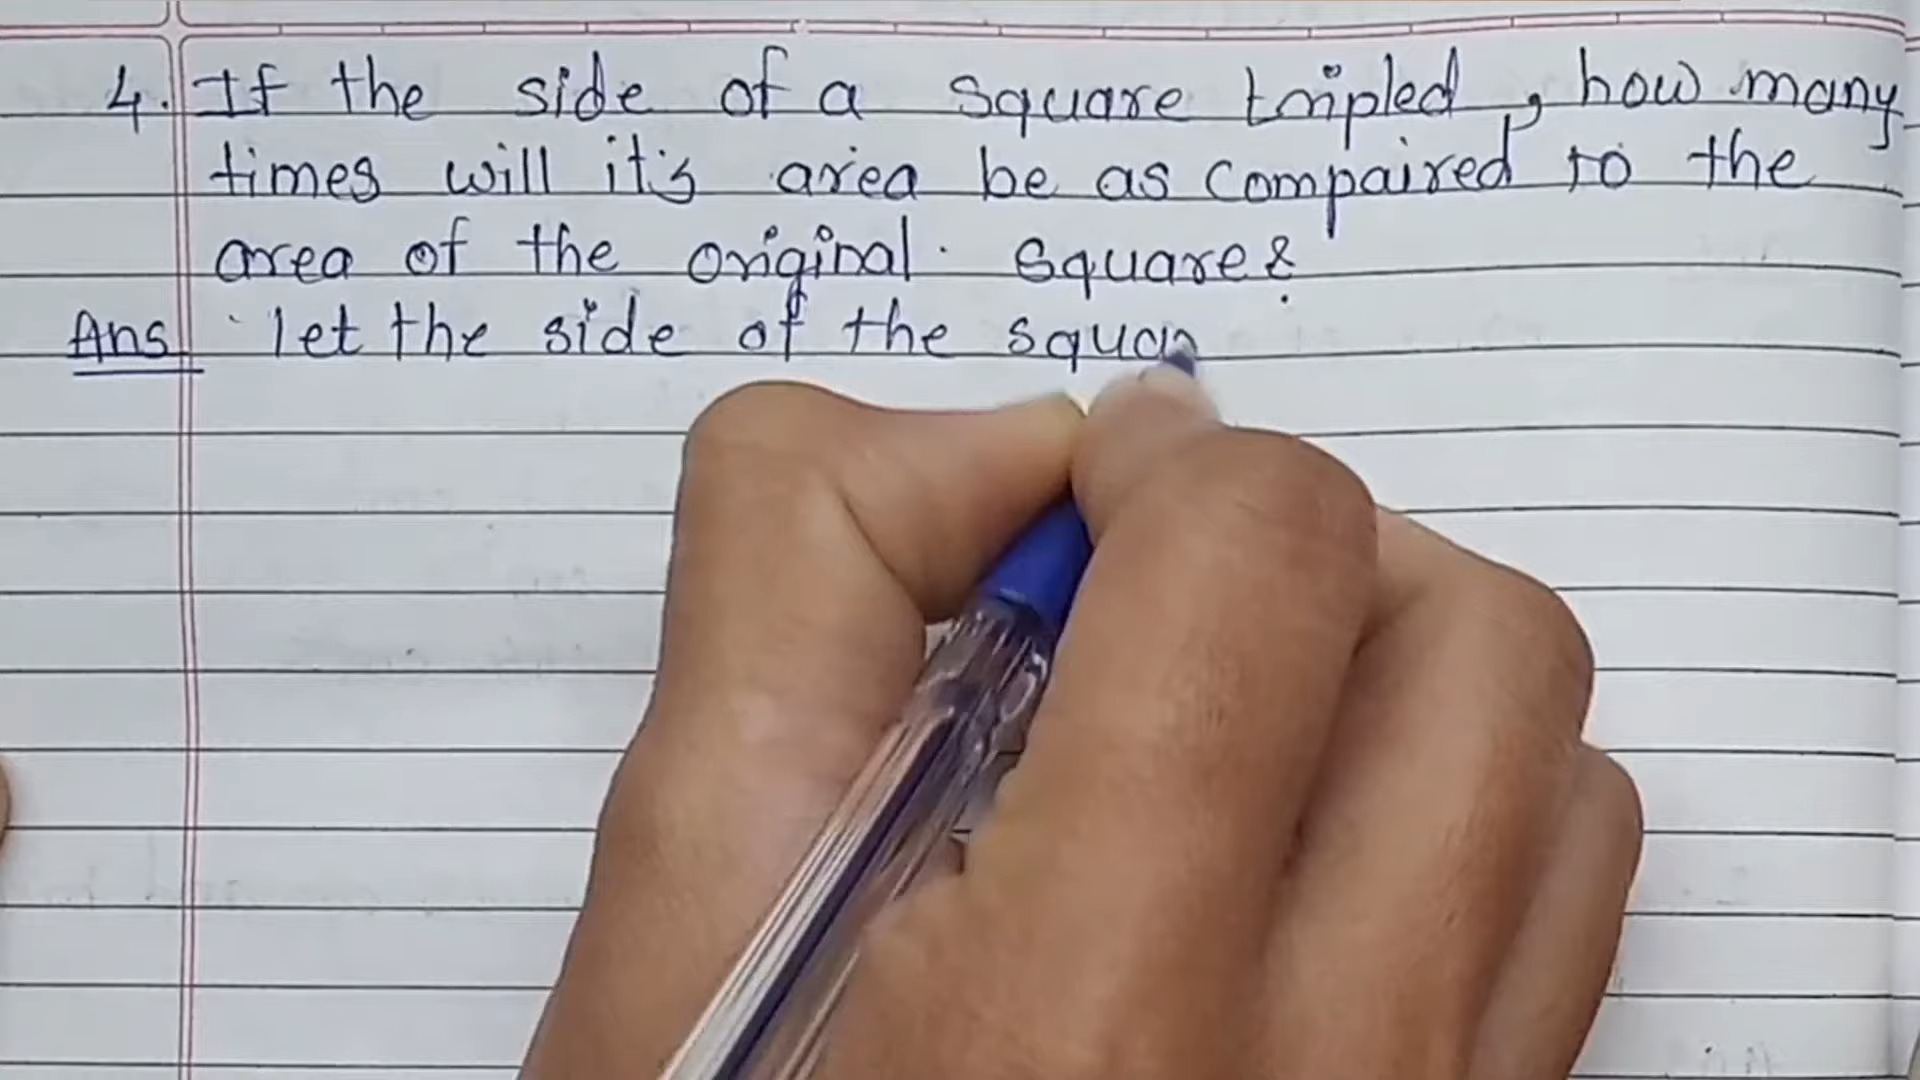 4. If the side of a square tripled, how many
times will it's area be as compaired to the
area of the original square?
Ans let the side of the squar